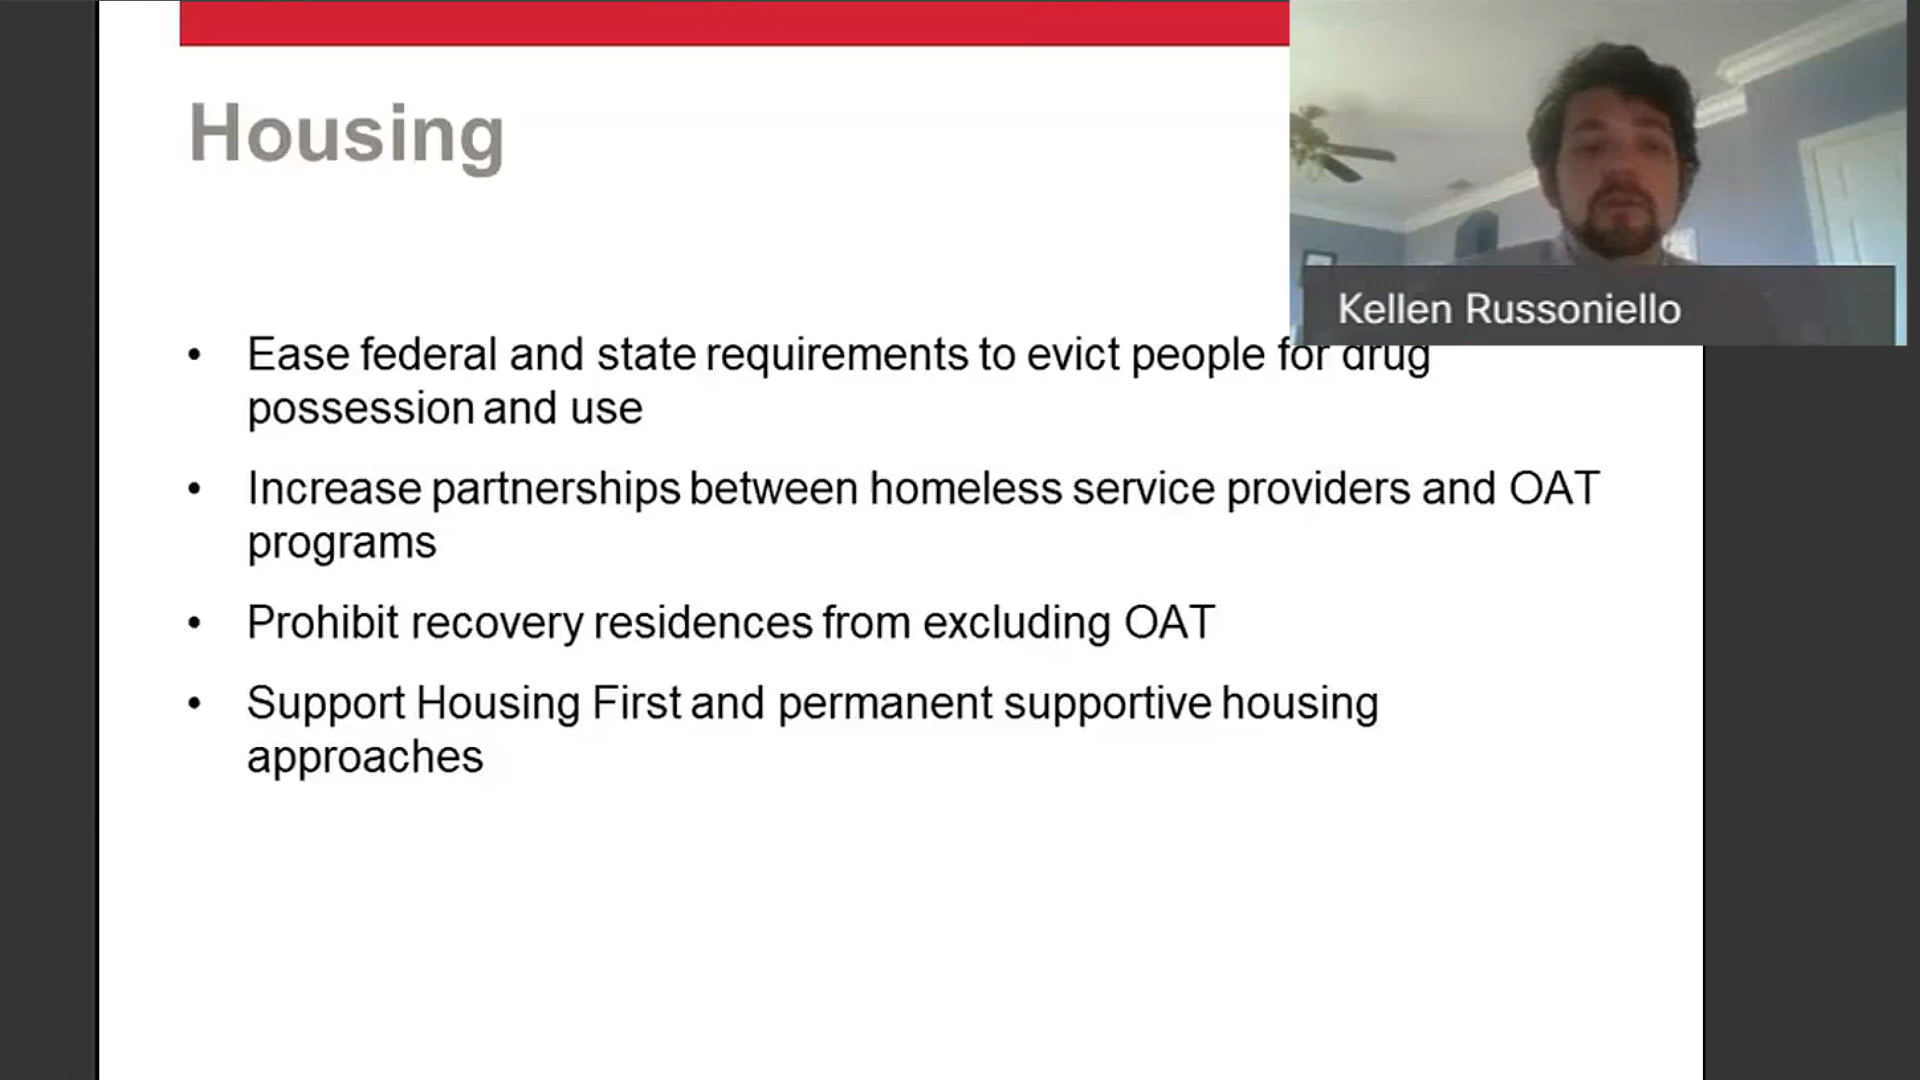 Housing
Kellen Russoniello
• Ease federal and state requirements to evict people for drug
possession and use
• Increase partnerships between homeless service providers and OAT
programs
• Prohibit recovery residences from excluding OAT
• Support Housing First and permanent supportive housing
approaches